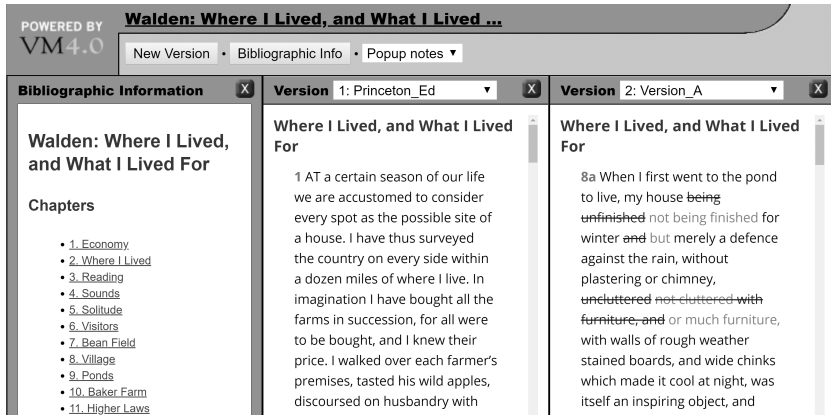 POWERED BY
VM4.0
Walden: Where I Lived, and What I Lived ...
New Version • Bibliographic Info • Popup notes ▼
Bibliographic Information X
Walden: Where I Lived,
and What I Lived For
Chapters
• 1. Economy
• 2. Where I Lived
• 3. Reading
• 4. Sounds
• 5. Solitude
• 6. Visitors
• 7. Bean Field
• 8. Village
• 9. Ponds
• 10. Baker Farm
• 11. Higher Laws
Version 1: Princeton_Ed ▼ X
Where I Lived, and What I Lived
For
1 AT a certain season of our life
we are accustomed to consider
every spot as the possible site of
a house. I have thus surveyed
the country on every side within
a dozen miles of where I live. In
imagination I have bought all the
farms in succession, for all were
to be bought, and I knew their
price. I walked over each farmer's
premises, tasted his wild apples,
discoursed on husbandry with
Version 2: Version_A ▼ X
Where I Lived, and What I Lived
For
8a When I first went to the pond
to live, my house being
unfinished not being finished for
winter and but merely a defence
against the rain, without
plastering or chimney,
uncluttered not cluttered with
furniture, and or much furniture,
with walls of rough weather
stained boards, and wide chinks
which made it cool at night, was
itself an inspiring object, and